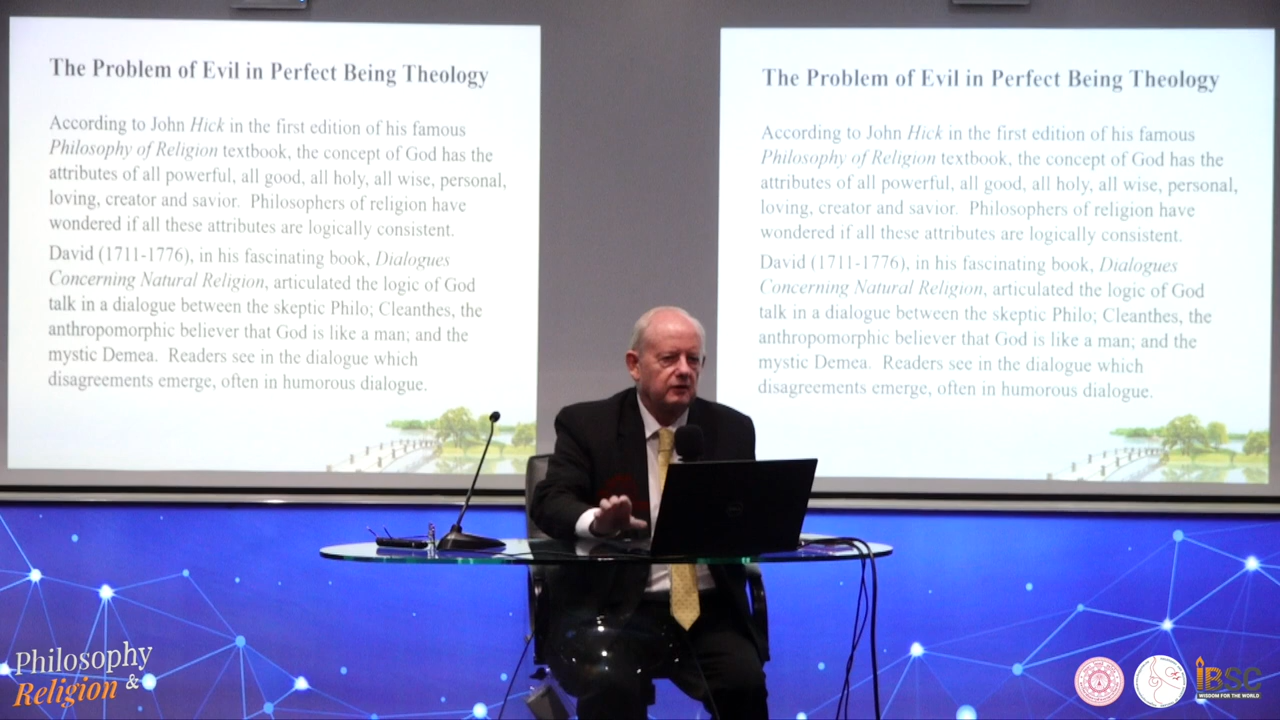 The Problem of Evil in Perfect Being Theology
According to John Hick in the first edition of his famous
Philosophy of Religion textbook, the concept of God has the
attributes of all powerful, all good, all holy, all wise, personal,
loving, creator and savior. Philosophers of religion have
wondered if all these attributes are logically consistent.
David (1711-1776), in his fascinating book, Dialogues
Concerning Natural Religion, articulated the logic of God
talk in a dialogue between the skeptic Philo; Cleanthes, the
anthropomorphic believer that God is like a man; and the
mystic Demea. Readers see in the dialogue which
disagreements emerge, often in humorous dialogue.
The Problem of Evil in Perfect Being Theology
According to John Hick in the first edition of his famous
Philosophy of Religion textbook, the concept of God has the
attributes of all powerful, all good, all holy, all wise, personal,
loving, creator and savior. Philosophers of religion have
wondered if all these attributes are logically consistent.
David (1711-1776), in his fascinating book, Dialogues
Concerning Natural Religion, articulated the logic of God
talk in a dialogue between the skeptic Philo; Cleanthes, the
anthropomorphic believer that God is like a man; and the
mystic Demea. Readers see in the dialogue which
disagreements emerge, often in humorous dialogue.
Philosophy
Religion &
IBSC
WISDOM FOR THE WORLD